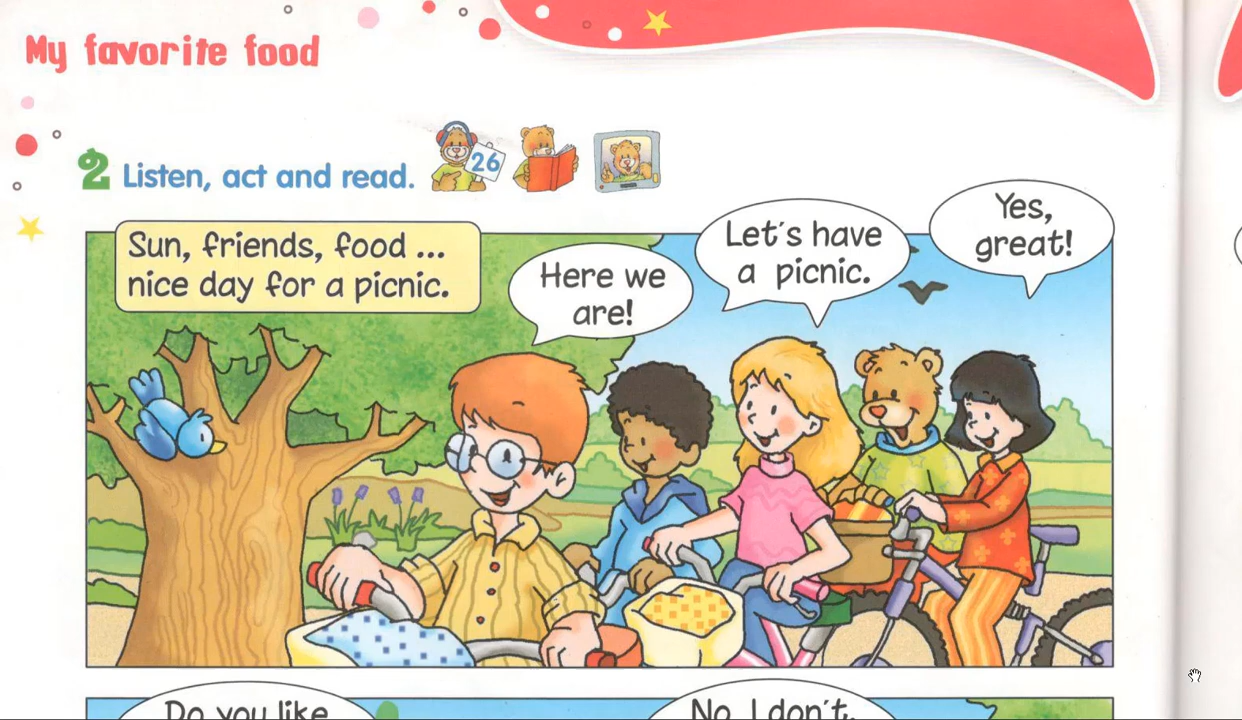 My favorite food
2 Listen, act and read.
26
Sun, friends, food ...
nice day for a picnic.
Here we
are!
Let's have
a picnic.
Yes,
great!
Do you like
No, I don't.